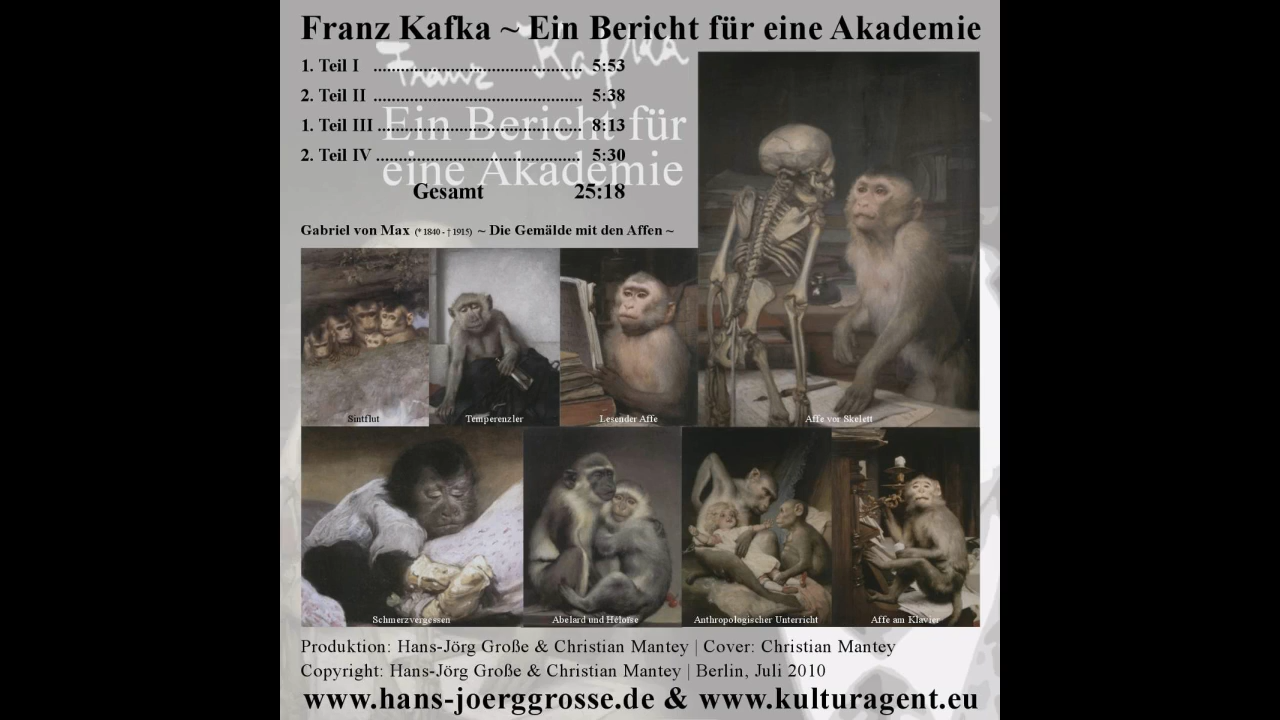 Franz Kafka ~ Ein Bericht für eine Akademie
Franz Kafka
Ein Bericht für
eine Akademie
1. Teil I .............................................. 5:53
2. Teil II .............................................. 5:38
1. Teil III ............................................. 8:13
2. Teil IV ............................................. 5:30
Gesamt 25:18
Gabriel von Max (* 1840 - † 1915) ~ Die Gemälde mit den Affen ~
Sintflut
Temperenzler
Lesender Affe
Affe vor Skelett
Schmerzvergessen
Abelard und Héloïse
Anthropologischer Unterricht
Affe am Klavier
Produktion: Hans-Jörg Große & Christian Mantey | Cover: Christian Mantey
Copyright: Hans-Jörg Große & Christian Mantey | Berlin, Juli 2010
www.hans-joerggrosse.de & www.kulturagent.eu